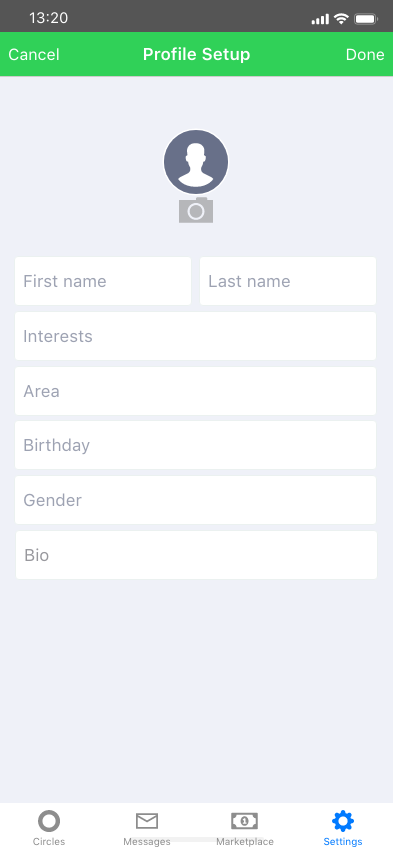 13:20
Cancel Profile Setup Done
First name Last name
Interests
Area
Birthday
Gender
Bio
1
Circles Messages Marketplace Settings